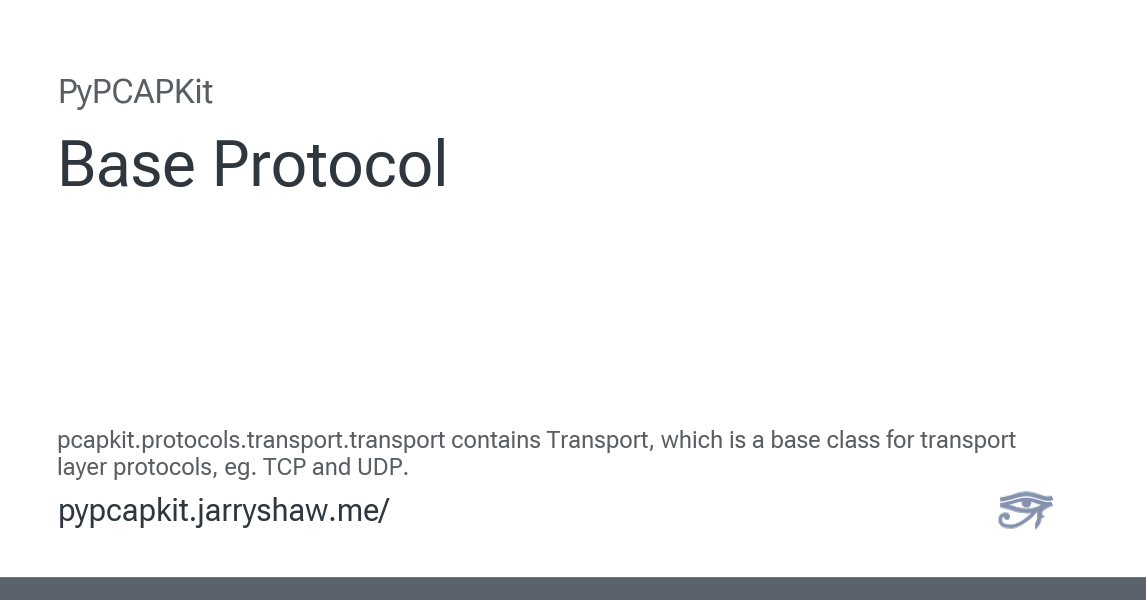 PyPCAPKit
Base Protocol
pcapkit.protocols.transport.transport contains Transport, which is a base class for transport
layer protocols, eg. TCP and UDP.
pypcapkit.jarryshaw.me/